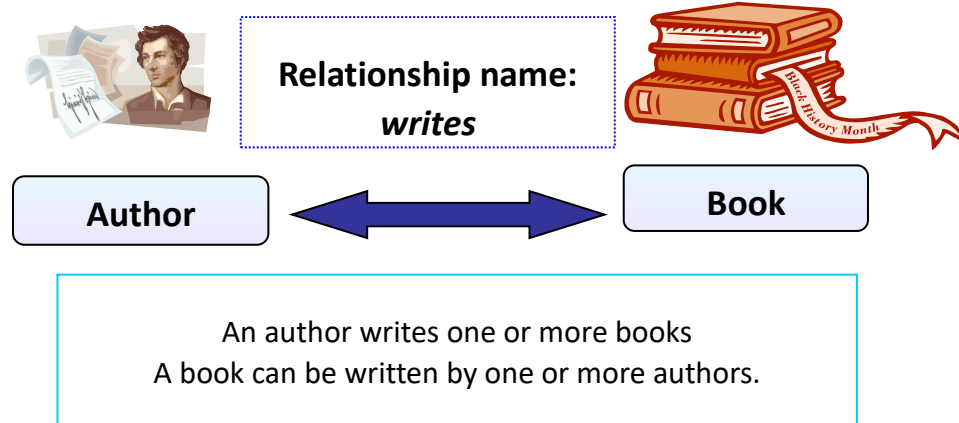 Relationship name:
writes
Black History Month
Author
Book
An author writes one or more books
A book can be written by one or more authors.